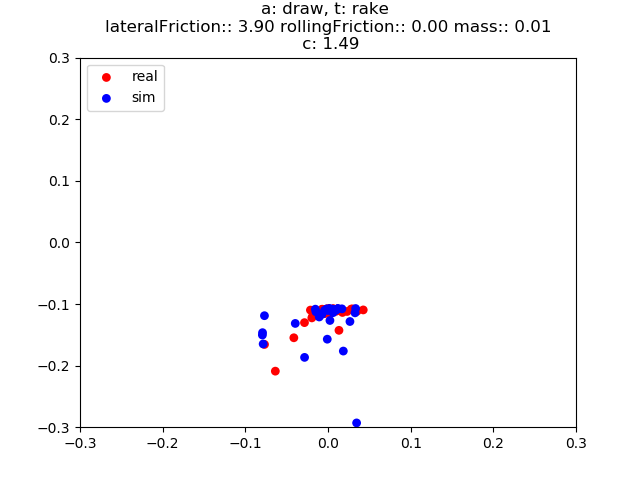 a: draw, t: rake
lateralFriction:: 3.90 rollingFriction:: 0.00 mass:: 0.01
c: 1.49
real
sim
0.3
0.2
0.1
0.0
−0.1
−0.2
−0.3
−0.3 −0.2 −0.1 0.0 0.1 0.2 0.3